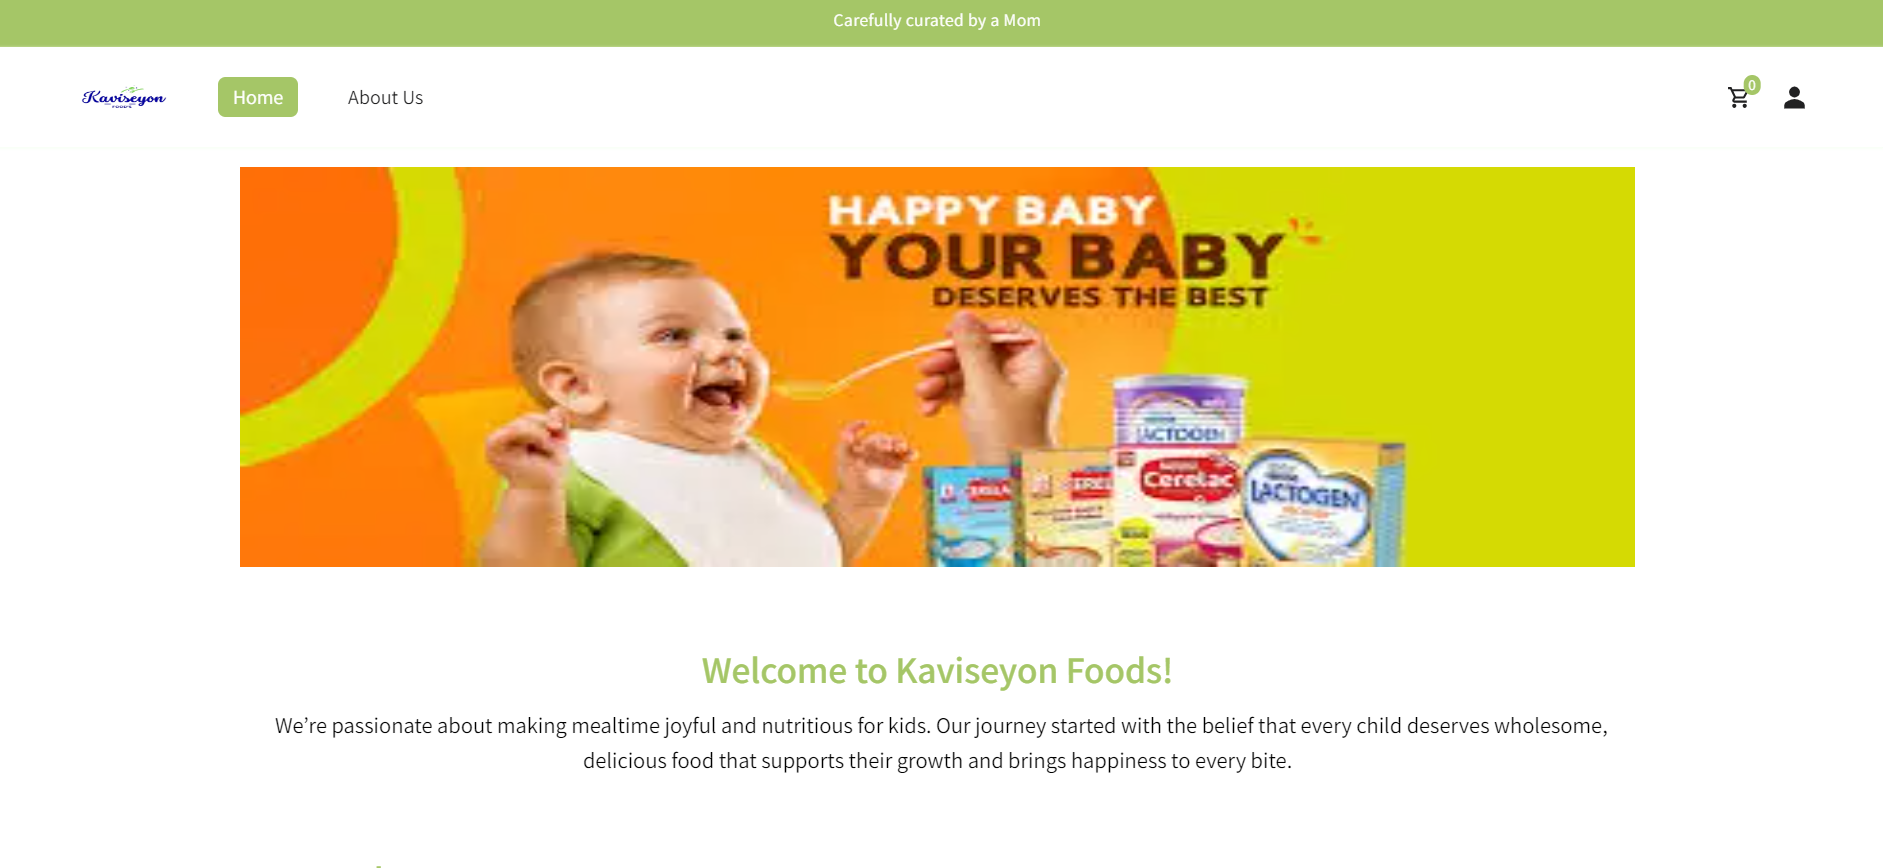 Carefully curated by a Mom
Kaviseyon
FOODS
Home
About Us
0
HAPPY BABY
YOUR BABY
DESERVES THE BEST
LACTOGEN
Cerelac
LACTOGEN
Welcome to Kaviseyon Foods!
We’re passionate about making mealtime joyful and nutritious for kids. Our journey started with the belief that every child deserves wholesome,
delicious food that supports their growth and brings happiness to every bite.